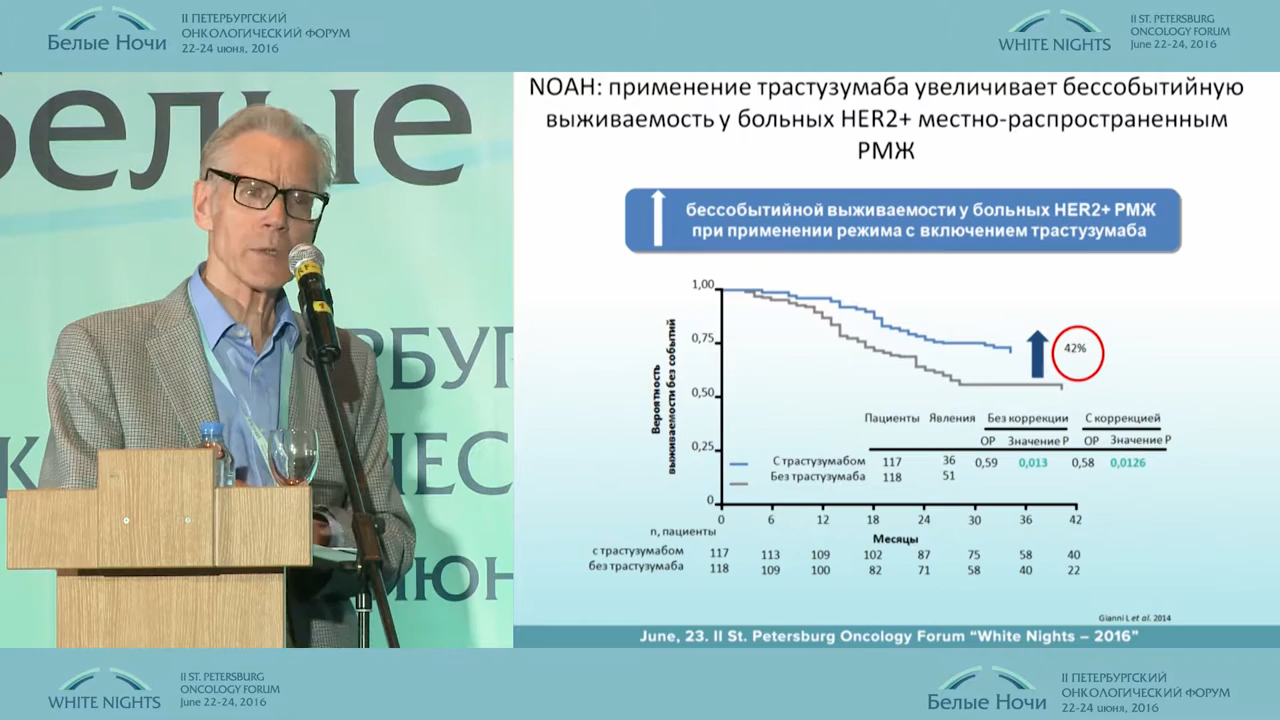 Белые Ночи
II ПЕТЕРБУРГСКИЙ
ОНКОЛОГИЧЕСКИЙ ФОРУМ
22-24 июня, 2016
WHITE NIGHTS
II ST. PETERSBURG
ONCOLOGY FORUM
June 22-24, 2016
Белые
РБУРГ
К
ЧЕС
ИЮН
NOAH: применение трастузумаба увеличивает бессобытийную
выживаемость у больных HER2+ местно-распространенным
РМЖ
бессобытийной выживаемости у больных HER2+ РМЖ
при применении режима с включением трастузумаба
Вероятность
выживаемости без событий
1,00
0,75
0,50
0,25
0
42%
Пациенты Явления Без коррекции С коррекцией
ОР Значение P ОР Значение P
С трастузумабом 117 36 0,59 0,013 0,58 0,0126
Без трастузумаба 118 51
0 6 12 18 24 30 36 42
n, пациенты
Месяцы
с трастузумабом 117 113 109 102 87 75 58 40
без трастузумаба 118 109 100 82 71 58 40 22
Gianni L et al. 2014
June, 23. II St. Petersburg Oncology Forum “White Nights – 2016”
WHITE NIGHTS
II ST. PETERSBURG
ONCOLOGY FORUM
June 22-24, 2016
Белые Ночи
II ПЕТЕРБУРГСКИЙ
ОНКОЛОГИЧЕСКИЙ ФОРУМ
22-24 июня, 2016